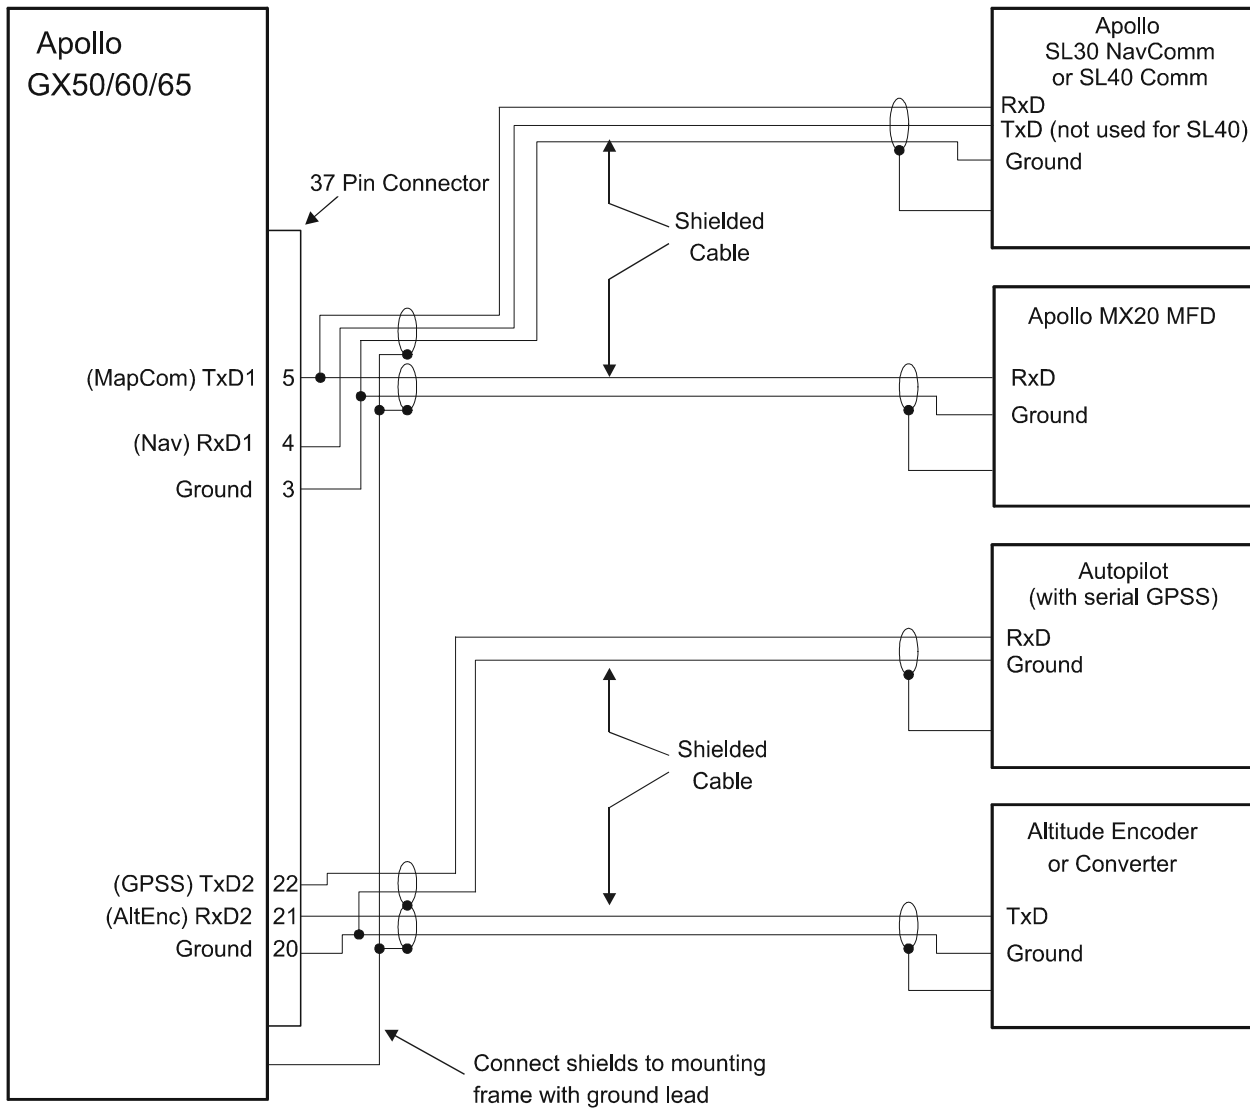 Apollo
GX50/60/65
37 Pin Connector
(MapCom) TxD1 5
(Nav) RxD1 4
Ground 3
(GPSS) TxD2 22
(AltEnc) RxD2 21
Ground 20
Shielded
Cable
Shielded
Cable
Connect shields to mounting
frame with ground lead
Apollo
SL30 NavComm
or SL40 Comm
RxD
TxD (not used for SL40)
Ground
Apollo MX20 MFD
RxD
Ground
Autopilot
(with serial GPSS)
RxD
Ground
Altitude Encoder
or Converter
TxD
Ground